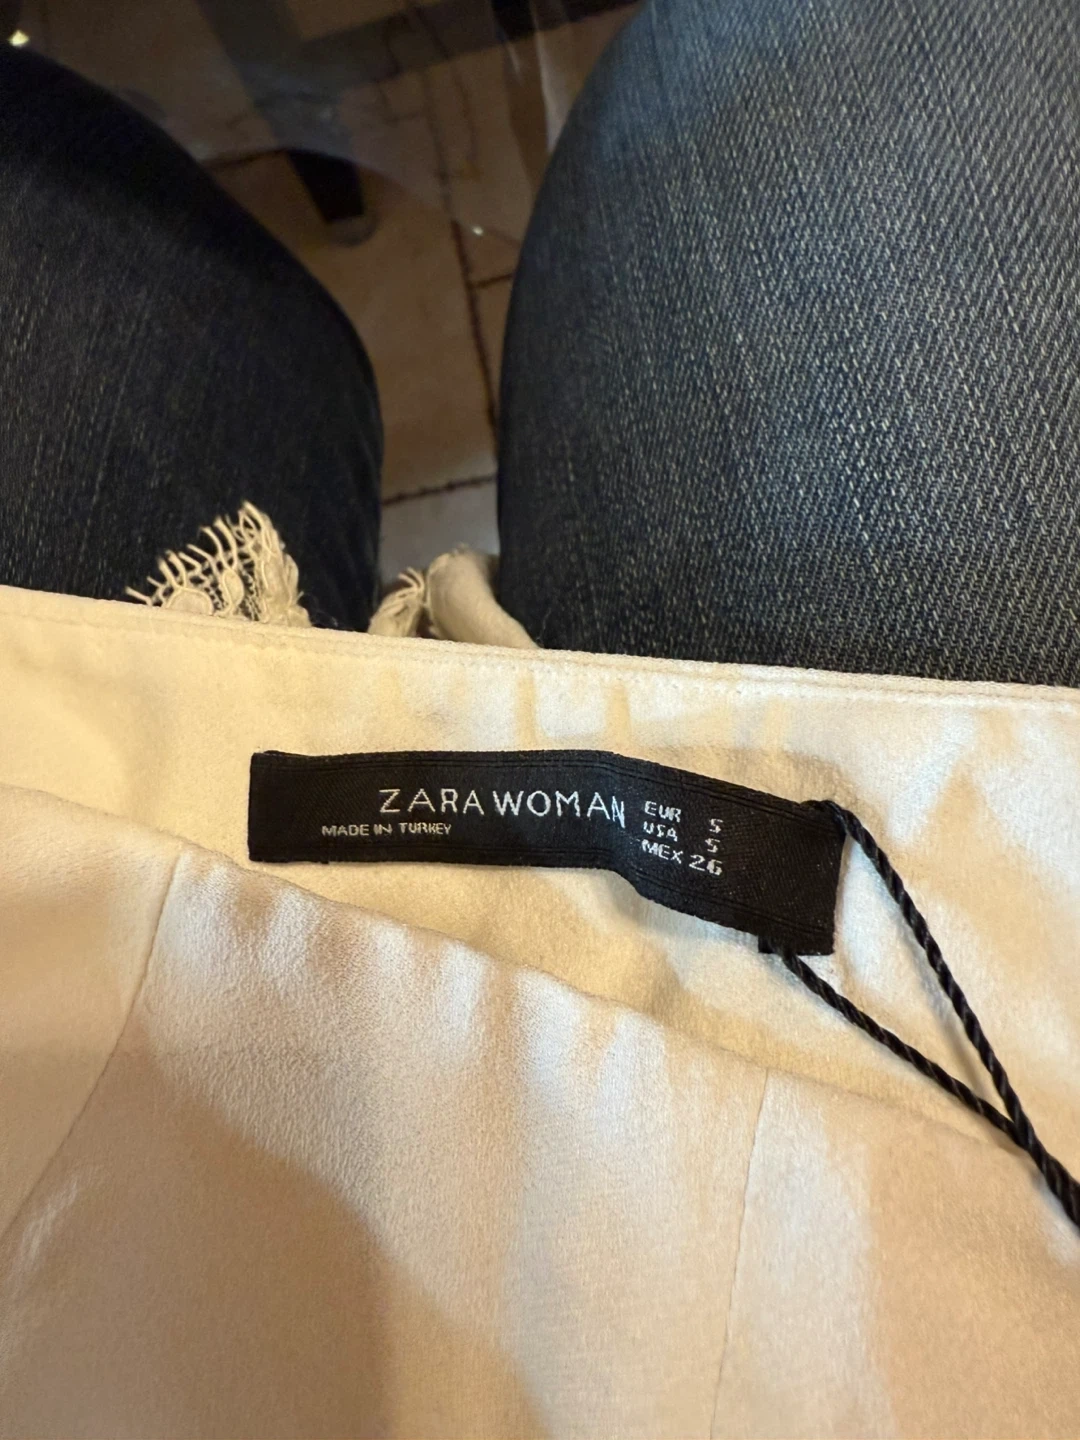 ZARA WOMAN
MADE IN TURKEY
EUR S
USA S
MEX 26